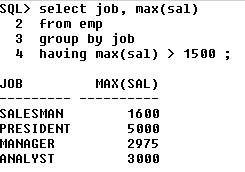 SQL> select job, max(sal)
2 from emp
3 group by job
4 having max(sal) > 1500 ;
JOB MAX(SAL)
--------- ----------
SALESMAN 1600
PRESIDENT 5000
MANAGER 2975
ANALYST 3000